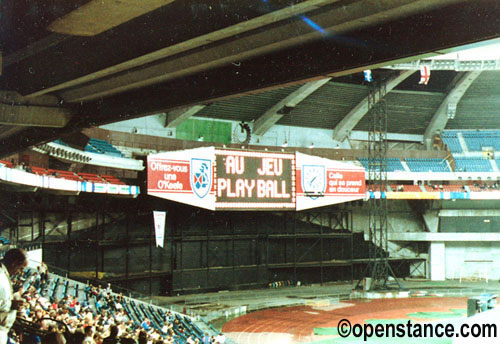 OFFREZ-VOUS
une
O'Keefe
AU JEU
PLAY BALL
Celle
qui se prend
en douceur
©openstance.com